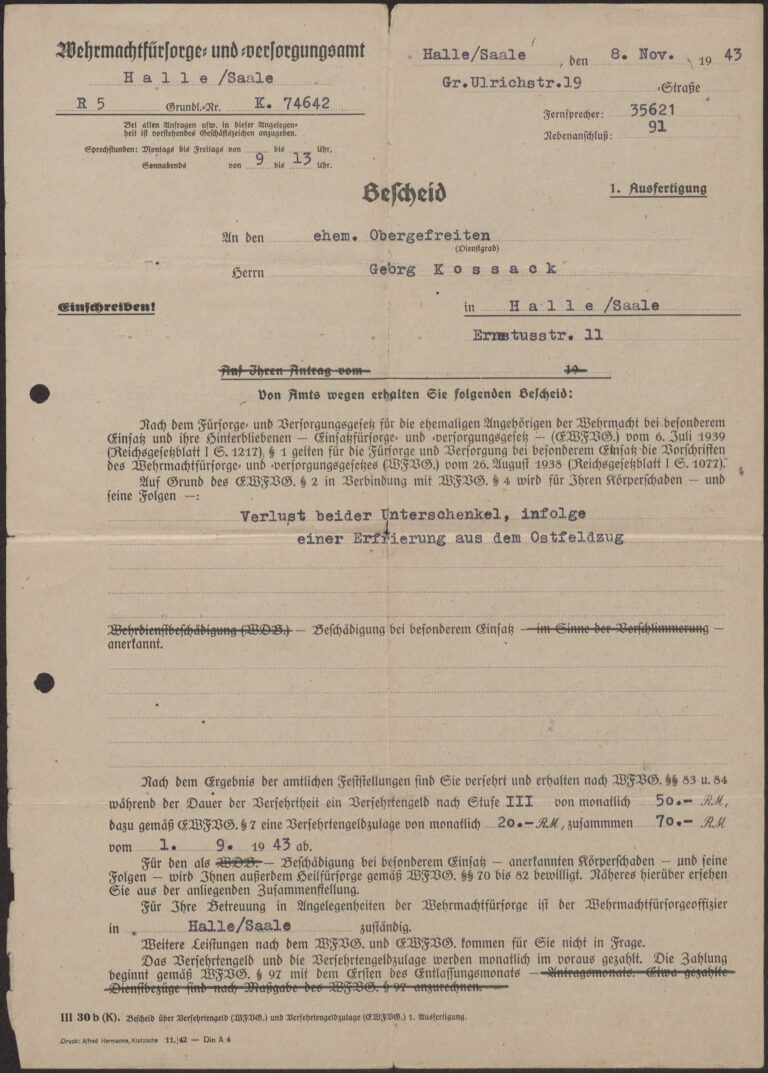 Wehrmachtfürsorge- und -versorgungsamt
Halle/Saale
R 5 Grundl.-Nr. K. 74642
Bei allen Anfragen usw. in dieser Angelegen-
heit ist vorstehendes Geschäftszeichen anzugeben.
Sprechstunden: Montags bis Freitags von bis Uhr,
Sonnabends von 9 bis 13 Uhr.
Halle/Saale, den 8. Nov. 19 43
Gr.Ulrichstr.19 -Straße
Fernsprecher: 35621
Nebenanschluß: 91
Bescheid
1. Ausfertigung
An den ehem. Obergefreiten
(Dienstgrad)
Herrn Georg Kossack
Einschreiben!
in Halle/Saale
Ernstusstr. 11
Auf Ihren Antrag vom 19
Von Amts wegen erhalten Sie folgenden Bescheid:
Nach dem Fürsorge- und Versorgungsgesetz für die ehemaligen Angehörigen der Wehrmacht bei besonderem
Einsatz und ihre Hinterbliebenen — Einsatzfürsorge- und -versorgungsgesetz — (EWFVG.) vom 6. Juli 1939
(Reichsgesetzblatt I S. 1217) § 1 gelten für die Fürsorge und Versorgung bei besonderem Einsatz die Vorschriften
des Wehrmachtfürsorge- und -versorgungsgesetzes (WFVG.) vom 26. August 1938 (Reichsgesetzblatt I S. 1077).
Auf Grund des EWFVG. § 2 in Verbindung mit WFVG. § 4 wird für Ihren Körperschaden — und
seine Folgen —:
Verlust beider Unterschenkel, infolge
einer Erfrierung aus dem Ostfeldzug
Wehrdienstbeschädigung (WDB.) — Beschädigung bei besonderem Einsatz — im Sinne der Verschlimmerung —
anerkannt.
Nach dem Ergebnis der amtlichen Feststellungen sind Sie versehrt und erhalten nach WFVG. §§ 83 u. 84
während der Dauer der Versehrtheit ein Versehrtengeld nach Stufe III von monatlich 50.— RM,
dazu gemäß EWFVG. § 7 eine Versehrtengeldzulage von monatlich 20.— RM, zusammmen 70.— RM
vom 1. 9. 19 43 ab.
Für den als WDB. — Beschädigung bei besonderem Einsatz — anerkannten Körperschaden — und seine
Folgen — wird Ihnen außerdem Heilfürsorge gemäß WFVG. §§ 70 bis 82 bewilligt. Näheres hierüber ersehen
Sie aus der anliegenden Zusammenstellung.
Für Ihre Betreuung in Angelegenheiten der Wehrmachtfürsorge ist der Wehrmachtfürsorgeoffizier
in Halle/Saale zuständig.
Weitere Leistungen nach dem WFVG. und EWFVG. kommen für Sie nicht in Frage.
Das Versehrtengeld und die Versehrtengeldzulage werden monatlich im voraus gezahlt. Die Zahlung
beginnt gemäß WFVG. § 97 mit dem Ersten des Entlassungsmonats — Antragsmonats. Etwa gezahlte
Dienstbezüge sind nach Maßgabe des WFVG. § 97 anzurechnen.
III 30 b (K). Bescheid über Versehrtengeld (WFVG.) und Versehrtengeldzulage (EWFVG.) 1. Ausfertigung.
Druck: Alfred Hermanns, Klotzsche 11./42 — Din A 4